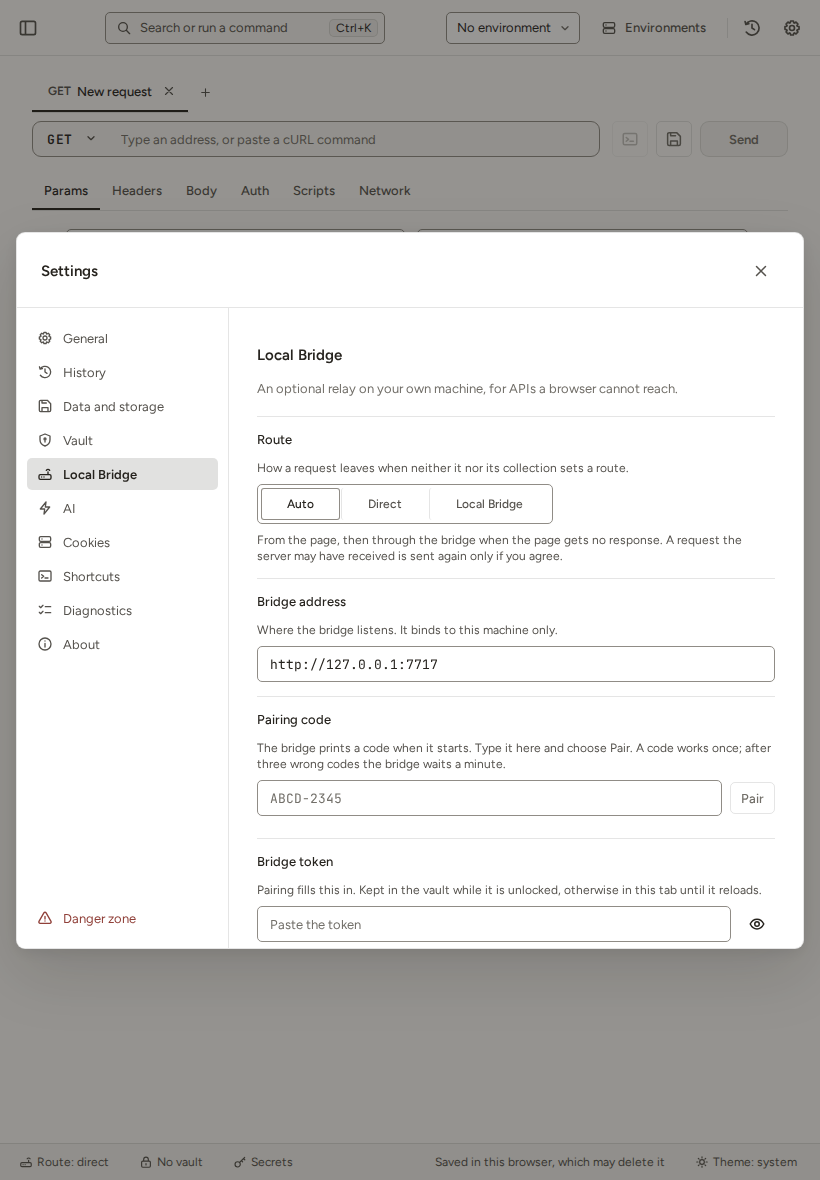 Search or run a command
Ctrl+K
No environment
Environments
GET New request
GET
Type an address, or paste a cURL command
Send
Params
Headers
Body
Auth
Scripts
Network
Settings
General
History
Data and storage
Vault
Local Bridge
AI
Cookies
Shortcuts
Diagnostics
About
Danger zone
Local Bridge
An optional relay on your own machine, for APIs a browser cannot reach.
Route
How a request leaves when neither it nor its collection sets a route.
Auto
Direct
Local Bridge
From the page, then through the bridge when the page gets no response. A request the
server may have received is sent again only if you agree.
Bridge address
Where the bridge listens. It binds to this machine only.
http://127.0.0.1:7717
Pairing code
The bridge prints a code when it starts. Type it here and choose Pair. A code works once; after
three wrong codes the bridge waits a minute.
ABCD-2345
Pair
Bridge token
Pairing fills this in. Kept in the vault while it is unlocked, otherwise in this tab until it reloads.
Paste the token
Route: direct
No vault
Secrets
Saved in this browser, which may delete it
Theme: system